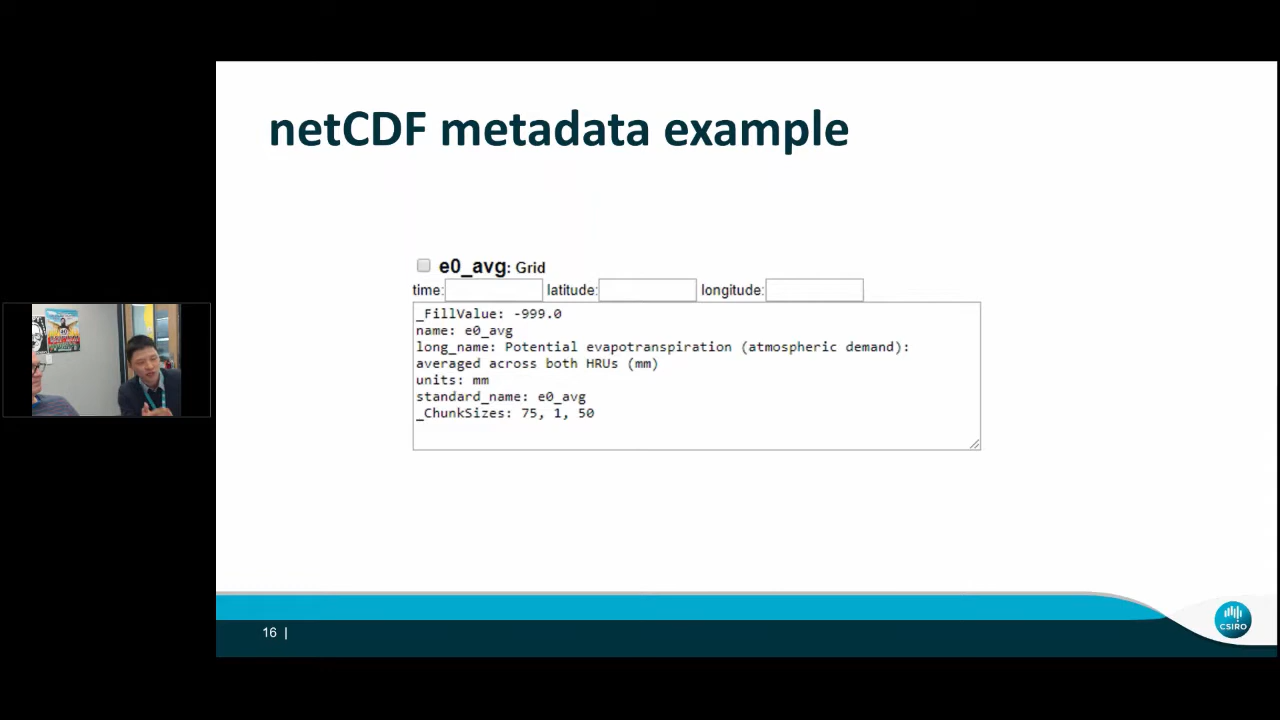 netCDF metadata example
e0_avg: Grid
time: latitude: longitude:
_FillValue: -999.0
name: e0_avg
long_name: Potential evapotranspiration (atmospheric demand):
averaged across both HRUs (mm)
units: mm
standard_name: e0_avg
_ChunkSizes: 75, 1, 50
16 |
CSIRO